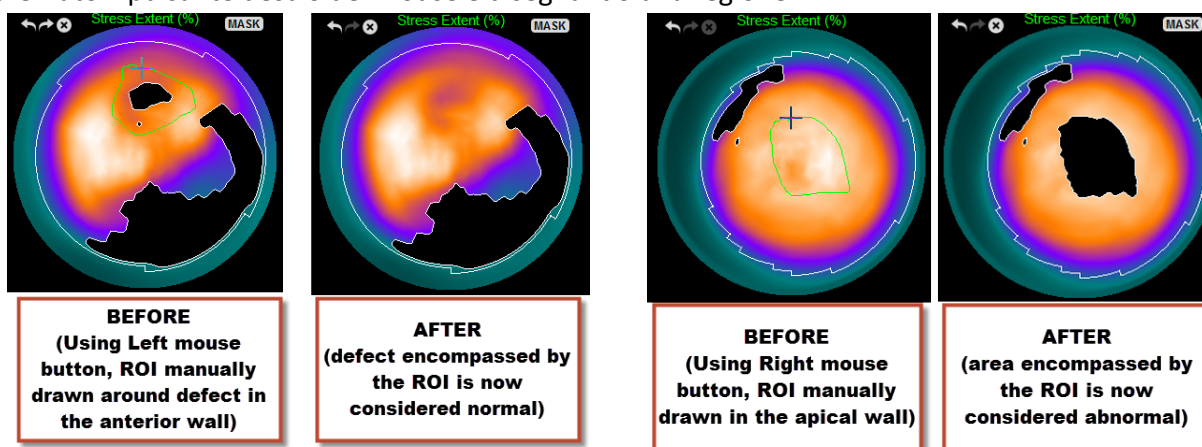 Stress Extent (%)
MASK
Stress Extent (%)
MASK
Stress Extent (%)
Stress Extent (%)
MASK
BEFORE
(Using Left mouse
button, ROI manually
drawn around defect in
the anterior wall)
AFTER
(defect encompassed by
the ROI is now
considered normal)
BEFORE
(Using Right mouse
button, ROI manually
drawn in the apical wall)
AFTER
(area encompassed by
the ROI is now
considered abnormal)